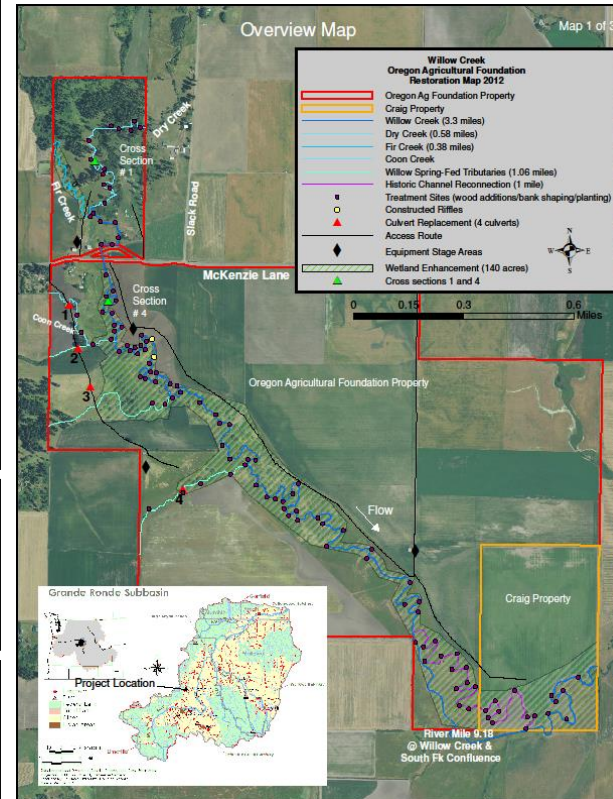 Overview Map
Map 1 of 3
Willow Creek
Oregon Agricultural Foundation
Restoration Map 2012
Oregon Ag Foundation Property
Craig Property
Willow Creek (3.3 miles)
Dry Creek (0.58 miles)
Fir Creek (0.38 miles)
Coon Creek
Willow Spring-Fed Tributaries (1.06 miles)
Historic Channel Reconnection (1 mile)
Treatment Sites (wood additions/bank shaping/planting)
Constructed Riffles
Culvert Replacement (4 culverts)
Access Route
Equipment Stage Areas
Wetland Enhancement (140 acres)
Cross sections 1 and 4
N
W E
S
0 0.15 0.3 0.6
Miles
Dry Creek
Cross
Section
# 1
Fir Creek
Slack Road
McKenzie Lane
Cross
Section
# 4
1
Coon Creek
2
3
4
Oregon Agricultural Foundation Property
Flow
Craig Property
Grande Ronde Subbasin
Project Location
River Mile 9.18
@ Willow Creek &
South Fk Confluence